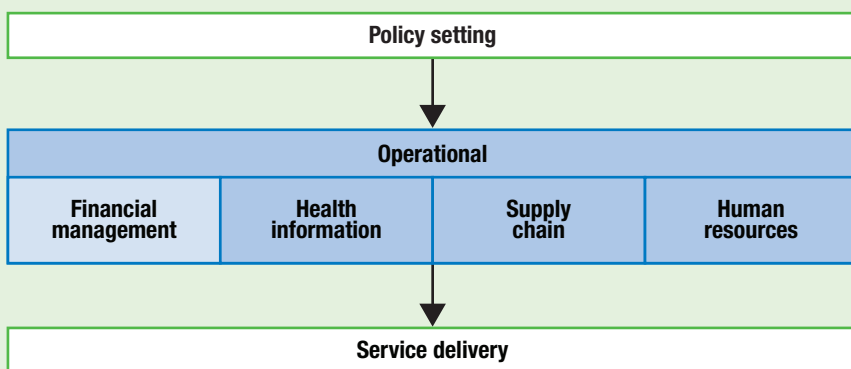 Policy setting
Operational
Financial
management
Health
information
Supply
chain
Human
resources
Service delivery